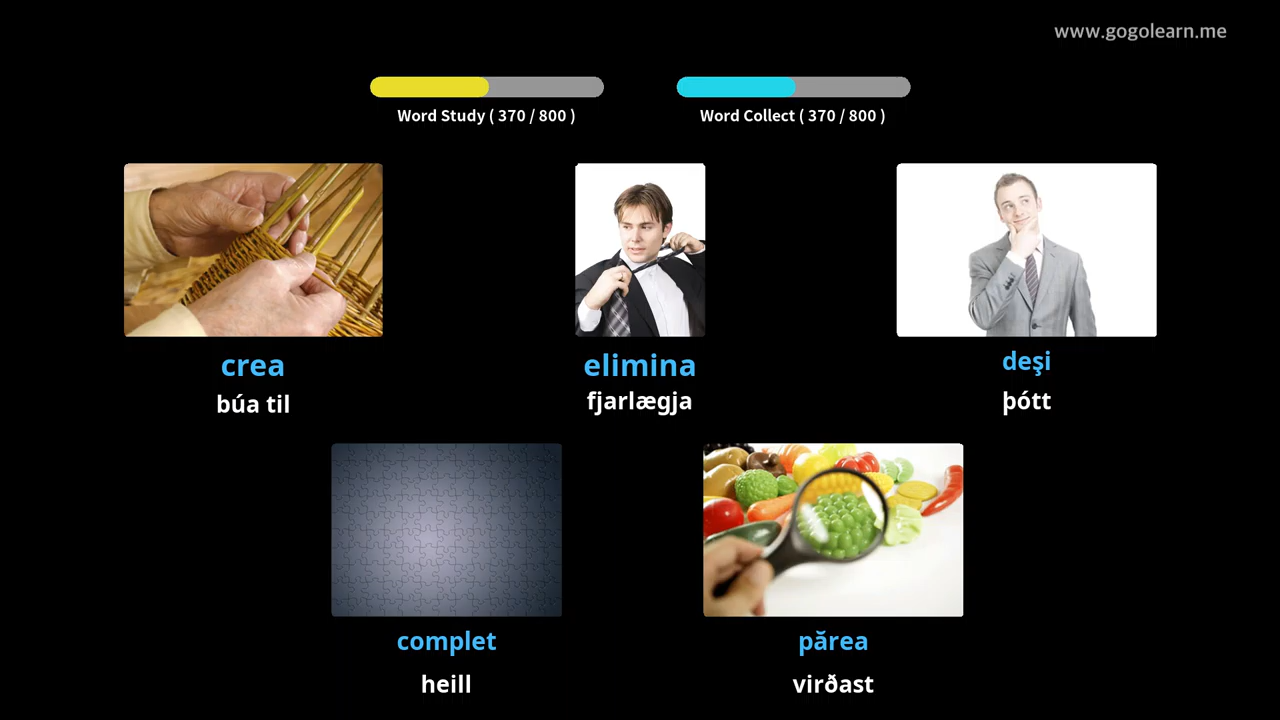 www.gogolearn.me
Word Study ( 370 / 800 )
Word Collect ( 370 / 800 )
crea
búa til
elimina
fjarlægja
deşi
þótt
complet
heill
părea
virðast